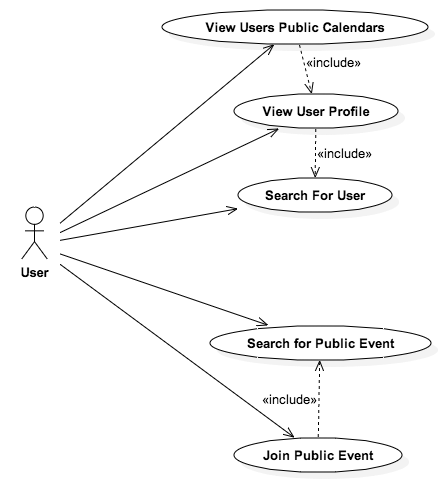 View Users Public Calendars
«include»
View User Profile
«include»
Search For User
User
Search for Public Event
«include»
Join Public Event